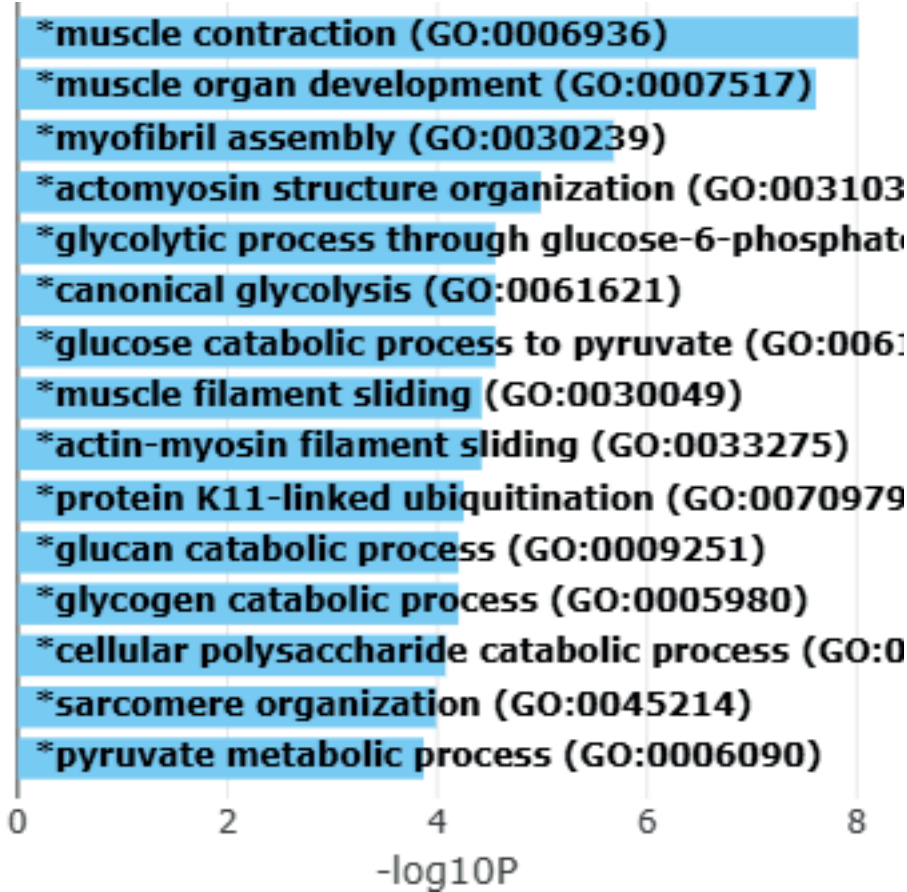 *muscle contraction (GO:0006936)
*muscle organ development (GO:0007517)
*myofibril assembly (GO:0030239)
*actomyosin structure organization (GO:003103
*glycolytic process through glucose-6-phosphate
*canonical glycolysis (GO:0061621)
*glucose catabolic process to pyruvate (GO:0061
*muscle filament sliding (GO:0030049)
*actin-myosin filament sliding (GO:0033275)
*protein K11-linked ubiquitination (GO:0070979
*glucan catabolic process (GO:0009251)
*glycogen catabolic process (GO:0005980)
*cellular polysaccharide catabolic process (GO:0
*sarcomere organization (GO:0045214)
*pyruvate metabolic process (GO:0006090)
0 2 4 6 8
-log10P